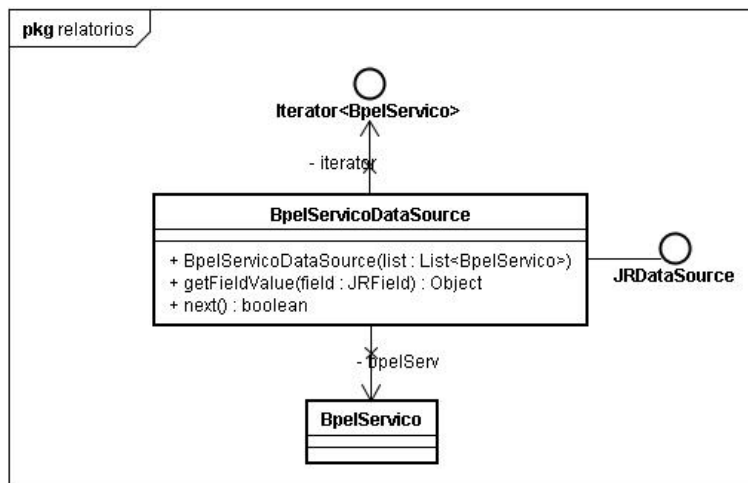 pkg relatorios
Iterator<BpelServico>
- iterator
BpelServicoDataSource
+ BpelServicoDataSource(list : List<BpelServico>)
+ getFieldValue(field : JRField) : Object
+ next() : boolean
JRDataSource
- bpelServ
BpelServico